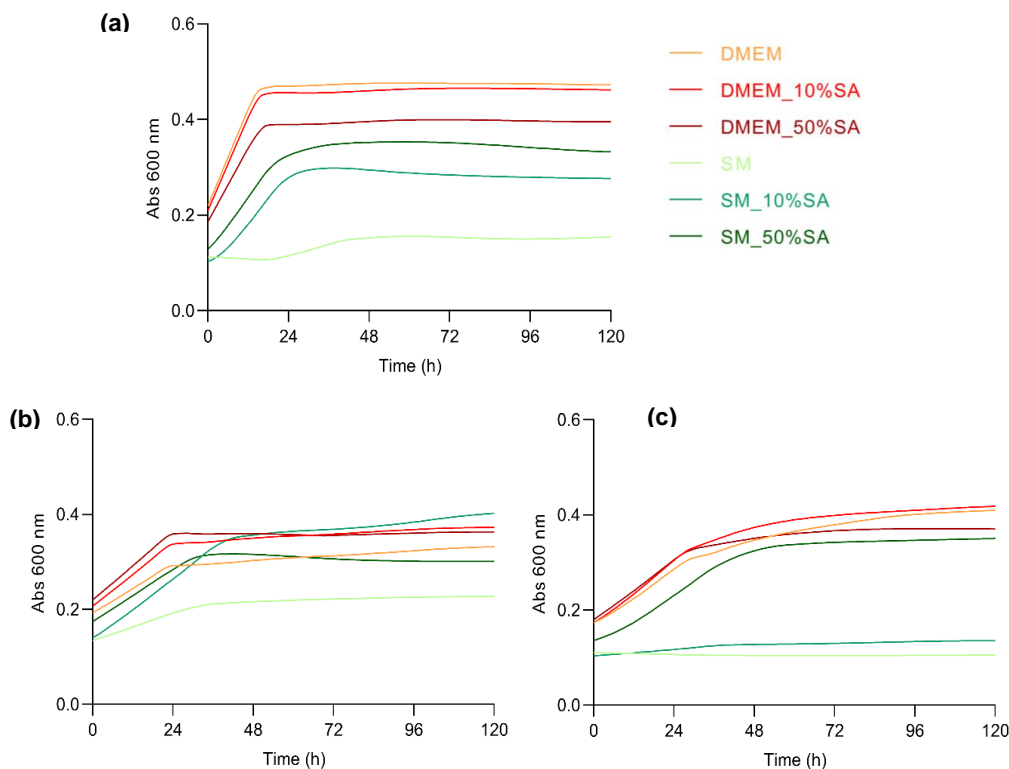 (a)
0.6
0.4
0.2
0.0
Abs 600 nm
0 24 48 72 96 120
Time (h)
DMEM
DMEM_10%SA
DMEM_50%SA
SM
SM_10%SA
SM_50%SA
(b)
0.6
0.4
0.2
0.0
Abs 600 nm
0 24 48 72 96 120
Time (h)
(c)
0.6
0.4
0.2
0.0
Abs 600 nm
0 24 48 72 96 120
Time (h)